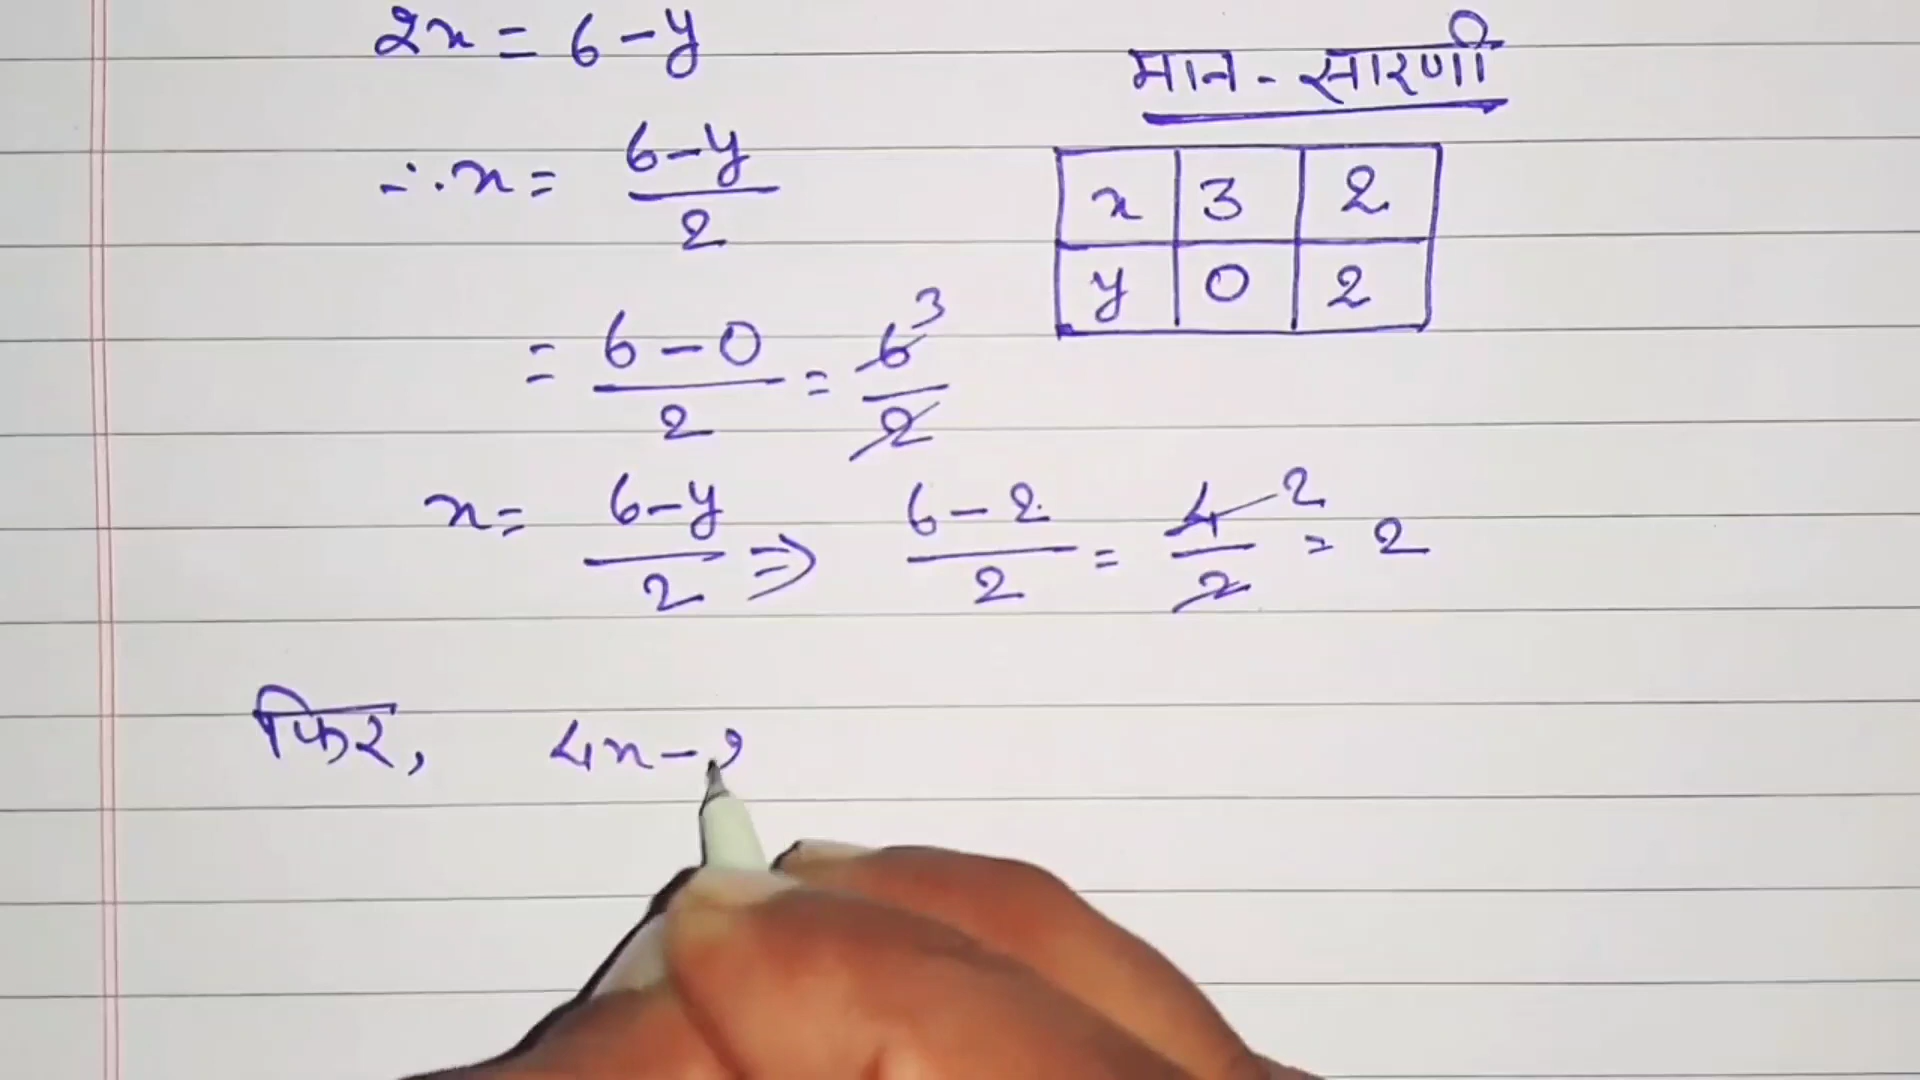 2x = 6 - y
मान - सारणी
∴ x = (6 - y)/2
x | 3 | 2
y | 0 | 2
= (6 - 0)/2 = 6/2 3
x = (6 - y)/2 ⇒ (6 - 2)/2 = 4/2 2 = 2
फिर, 4x -